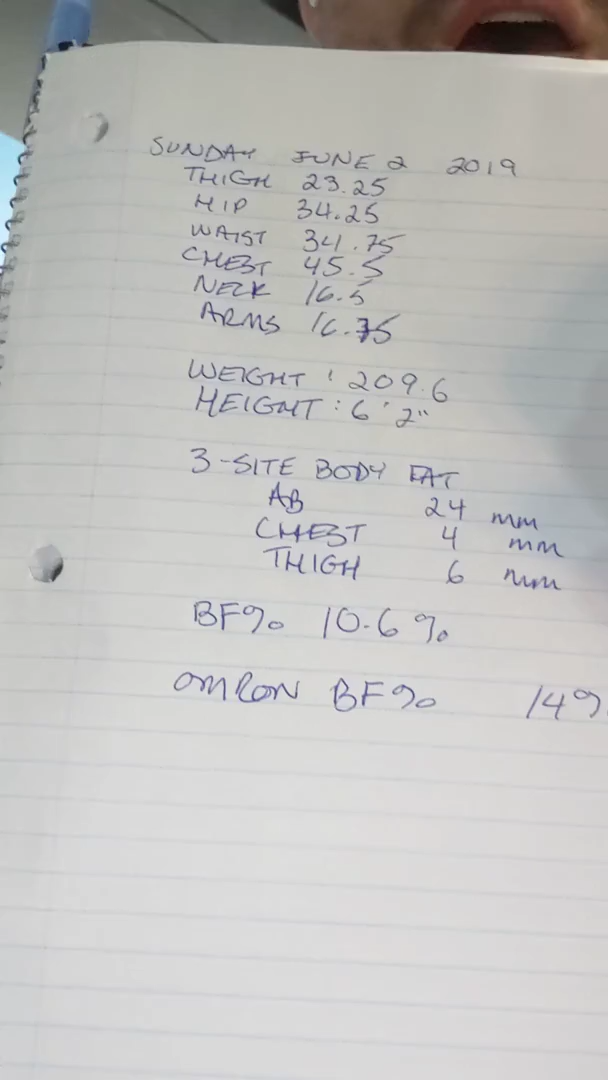 SUNDAY JUNE 2 2019
THIGH 23.25
HIP 34.25
WAIST 34.75
CHEST 45.5
NECK 16.5
ARMS 16.75
WEIGHT : 209.6
HEIGHT : 6'2"
3-SITE BODY FAT
AB 24 mm
CHEST 4 mm
THIGH 6 mm
BF% 10.6%
OMRON BF% 14%